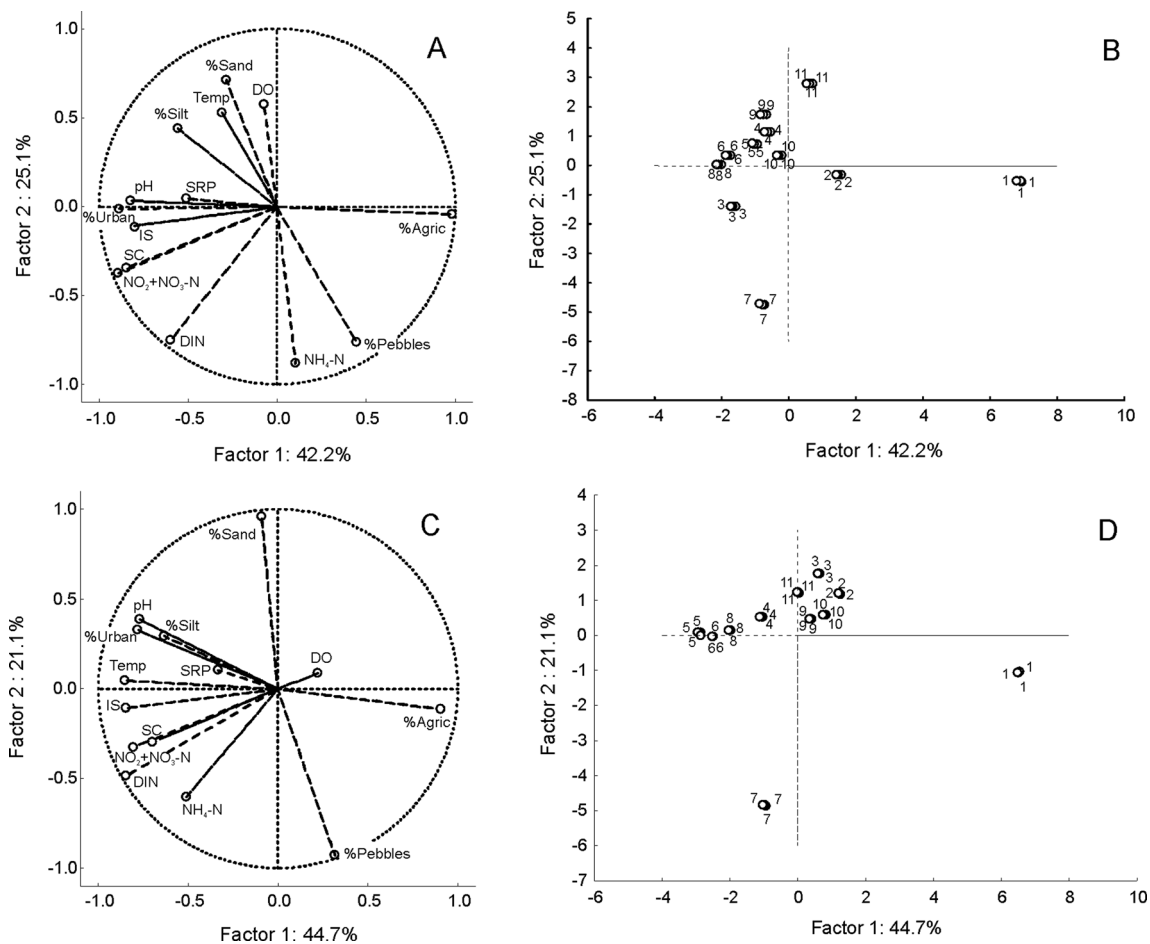 A
1.0
0.5
0.0
-0.5
-1.0
Factor 2 : 25.1%
%Sand
DO
Temp
%Silt
pH
SRP
%Urban
%Agric
IS
SC
NO₂+NO₃-N
DIN
NH₄-N
%Pebbles
-1.0 -0.5 0.0 0.5 1.0
Factor 1: 42.2%
B
5
4
3
2
1
0
-1
-2
-3
-4
-5
-6
-7
-8
Factor 2: 25.1%
11 11
11
9 9 9
4 4
4
5 5 5
6 6
6
10
10
8 8 8
2 2 2
1 1
1
3 3
3
7 7
7
-6 -4 -2 0 2 4 6 8 10
Factor 1: 42.2%
C
1.0
0.5
0.0
-0.5
-1.0
Factor 2 : 21.1%
%Sand
pH
%Silt
%Urban
Temp
SRP
DO
IS
%Agric
SC
NO₂+NO₃-N
DIN
NH₄-N
%Pebbles
-1.0 -0.5 0.0 0.5 1.0
Factor 1: 44.7%
D
4
3
2
1
0
-1
-2
-3
-4
-5
-6
-7
Factor 2 : 21.1%
3 3
3
11 11
11
2
2 2
10
10
10
9
9
9
4
4
4
8
8
8
5
5
5
6
6 6
1 1
1
7 7
7
-6 -4 -2 0 2 4 6 8 10
Factor 1: 44.7%